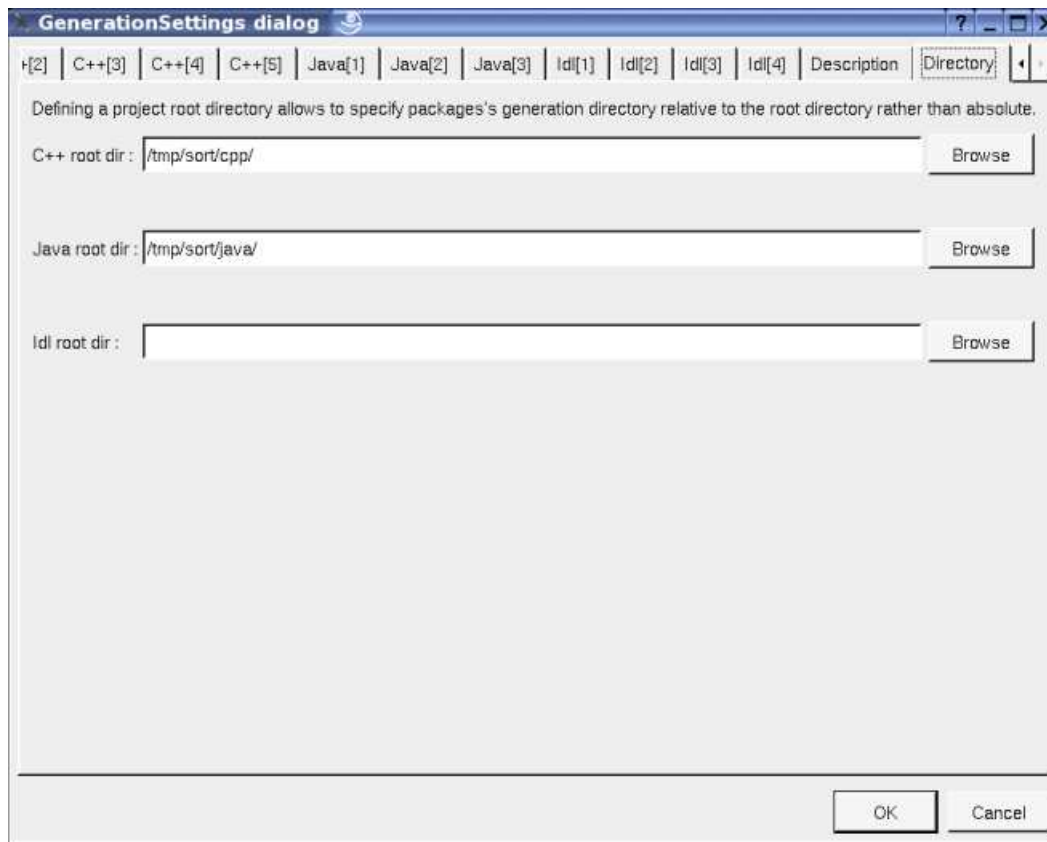 GenerationSettings dialog
+[2] C++[3] C++[4] C++[5] Java[1] Java[2] Java[3] Idl[1] Idl[2] Idl[3] Idl[4] Description Directory
Defining a project root directory allows to specify packages's generation directory relative to the root directory rather than absolute.
C++ root dir : /tmp/sort/cpp/ Browse
Java root dir : /tmp/sort/java/ Browse
Idl root dir : Browse
OK Cancel